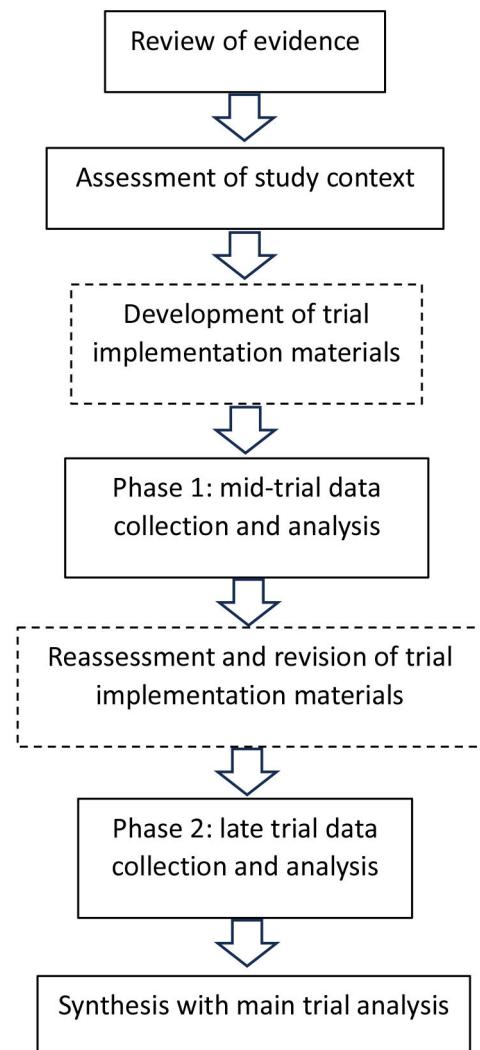 Review of evidence
Assessment of study context
Development of trial
implementation materials
Phase 1: mid-trial data
collection and analysis
Reassessment and revision of trial
implementation materials
Phase 2: late trial data
collection and analysis
Synthesis with main trial analysis